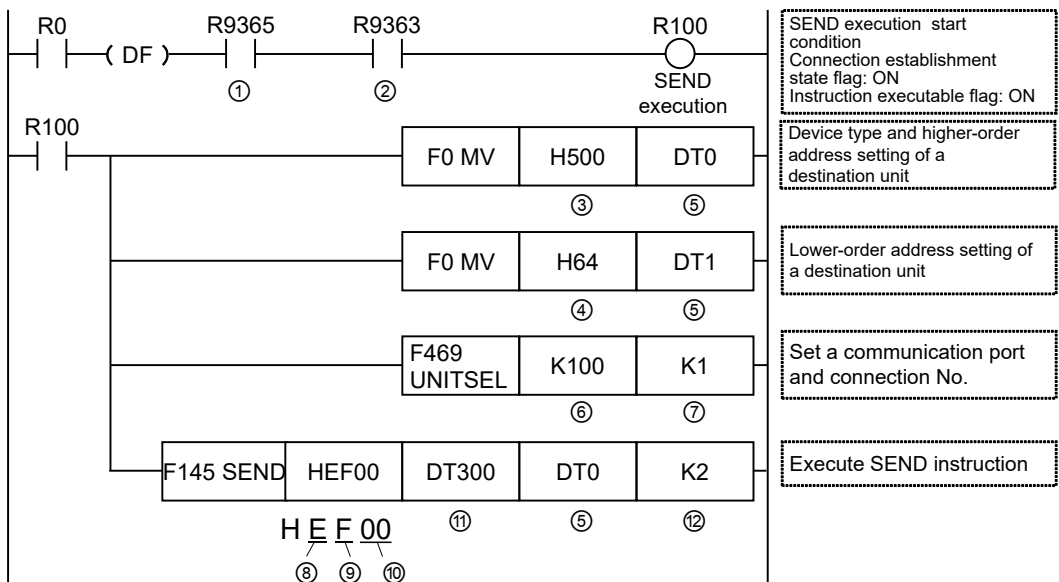 R0 R9365 R9363 R100
( DF )
① ② SEND
execution
SEND execution start
condition
Connection establishment
state flag: ON
Instruction executable flag: ON
R100
F0 MV H500 DT0
③ ⑤
Device type and higher-order
address setting of a
destination unit
F0 MV H64 DT1
④ ⑤
Lower-order address setting of
a destination unit
F469
UNITSEL K100 K1
⑥ ⑦
Set a communication port
and connection No.
F145 SEND HEF00 DT300 DT0 K2
⑪ ⑤ ⑫
Execute SEND instruction
H E F 00
⑧ ⑨ ⑩